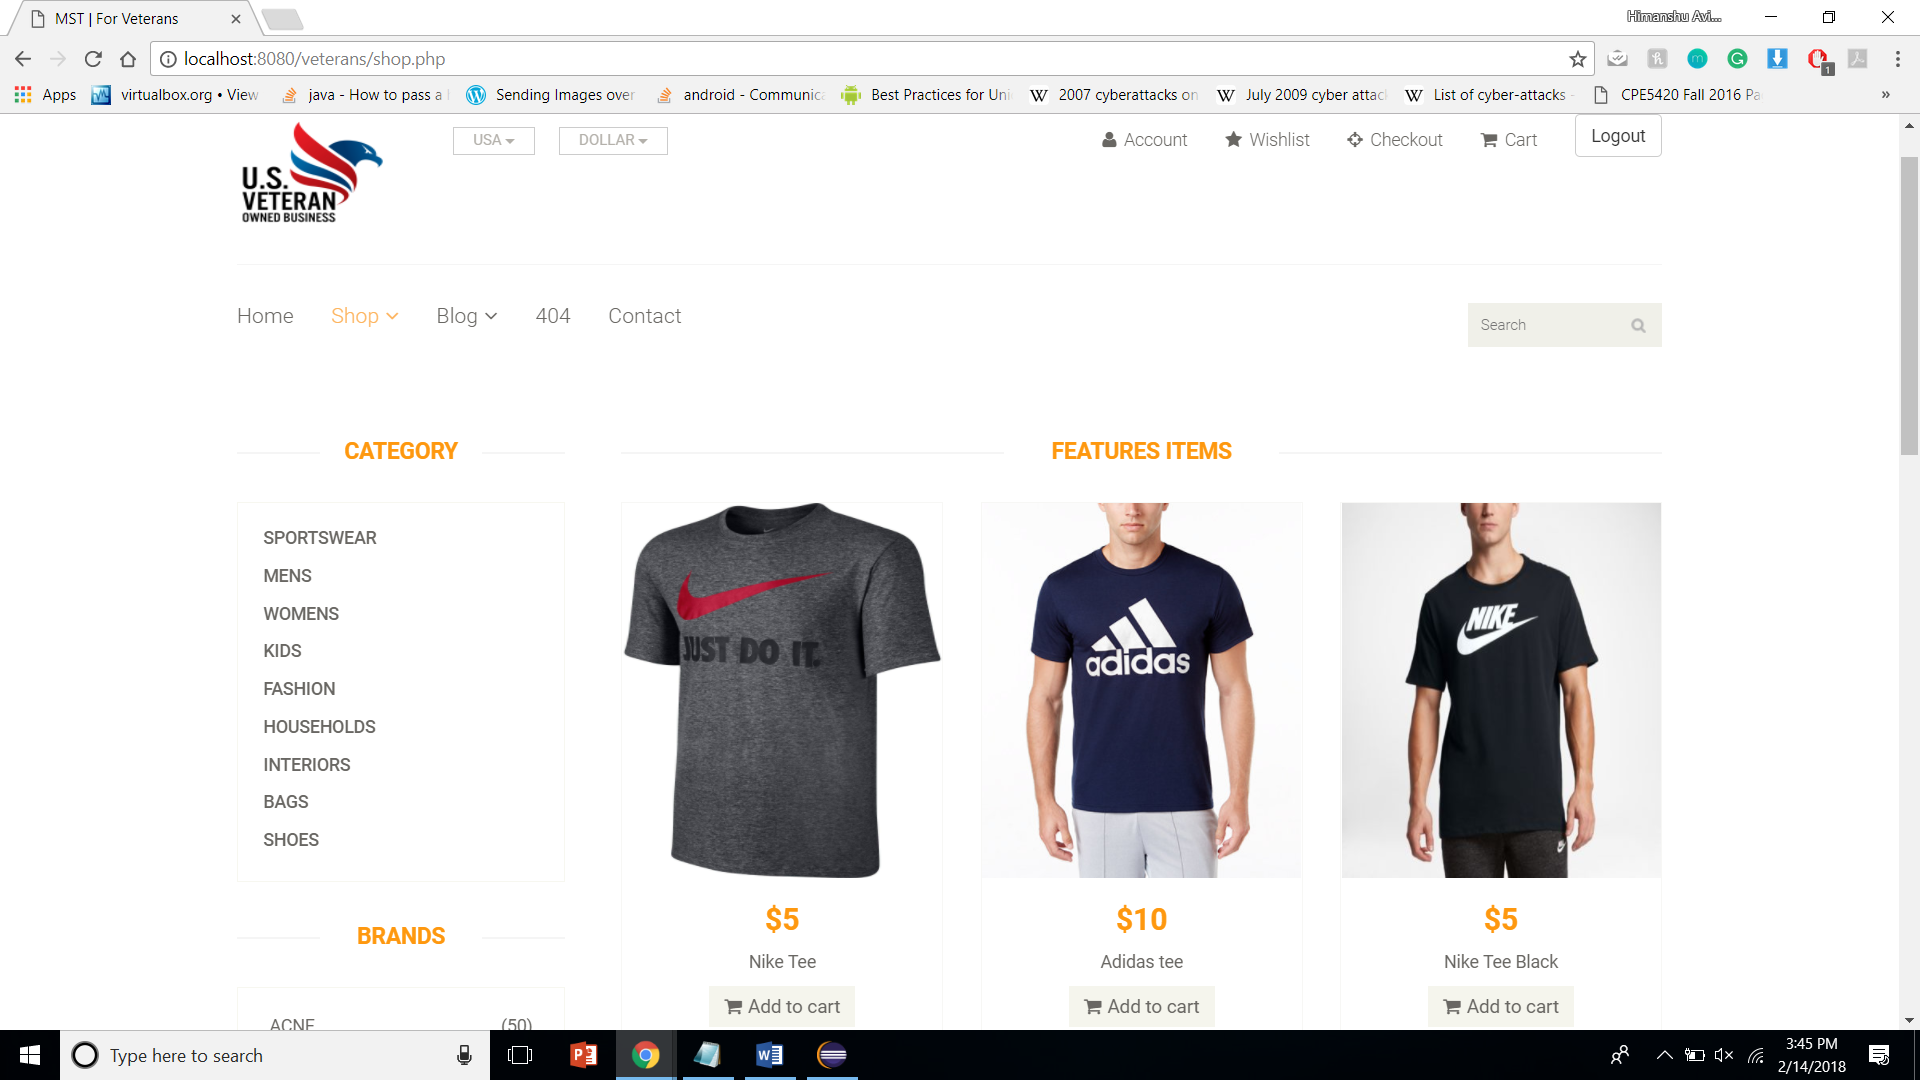 MST | For Veterans
Himanshu Avi...
localhost:8080/veterans/shop.php
1
Apps virtualbox.org • View java - How to pass a Sending Images over android - Communica Best Practices for Uni 2007 cyberattacks on July 2009 cyber attac List of cyber-attacks - CPE5420 Fall 2016 Pa »
U.S.
VETERAN
OWNED BUSINESS
USA DOLLAR Account Wishlist Checkout Cart Logout
Home Shop Blog 404 Contact Search
CATEGORY
SPORTSWEAR
MENS
WOMENS
KIDS
FASHION
HOUSEHOLDS
INTERIORS
BAGS
SHOES
BRANDS
ACNE (50)
FEATURES ITEMS
JUST DO IT.
adidas
NIKE
$5 $10 $5
Nike Tee Adidas tee Nike Tee Black
Add to cart Add to cart Add to cart
Type here to search
3:45 PM
2/14/2018